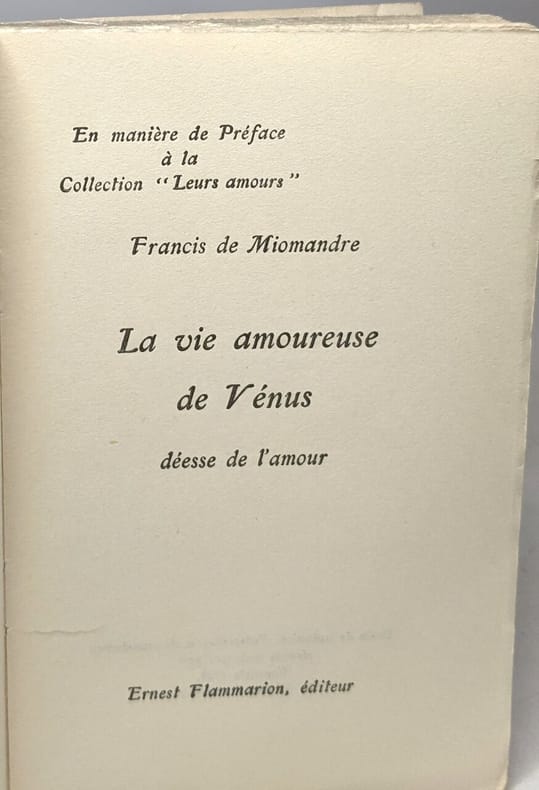 En manière de Préface
à la
Collection “Leurs amours”
Francis de Miomandre
La vie amoureuse
de Vénus
déesse de l'amour
Ernest Flammarion, éditeur